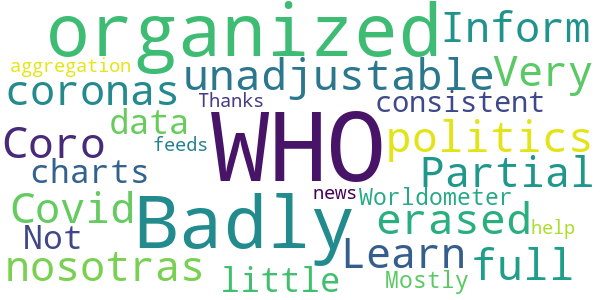 organized Inform
aggregation unadjustable Very
coronas Thanks consistent
data WHO politics
Coro feeds
charts Partial
news Worldometer
Covid Badly erased help
Not Learn full
nosotras little Mostly